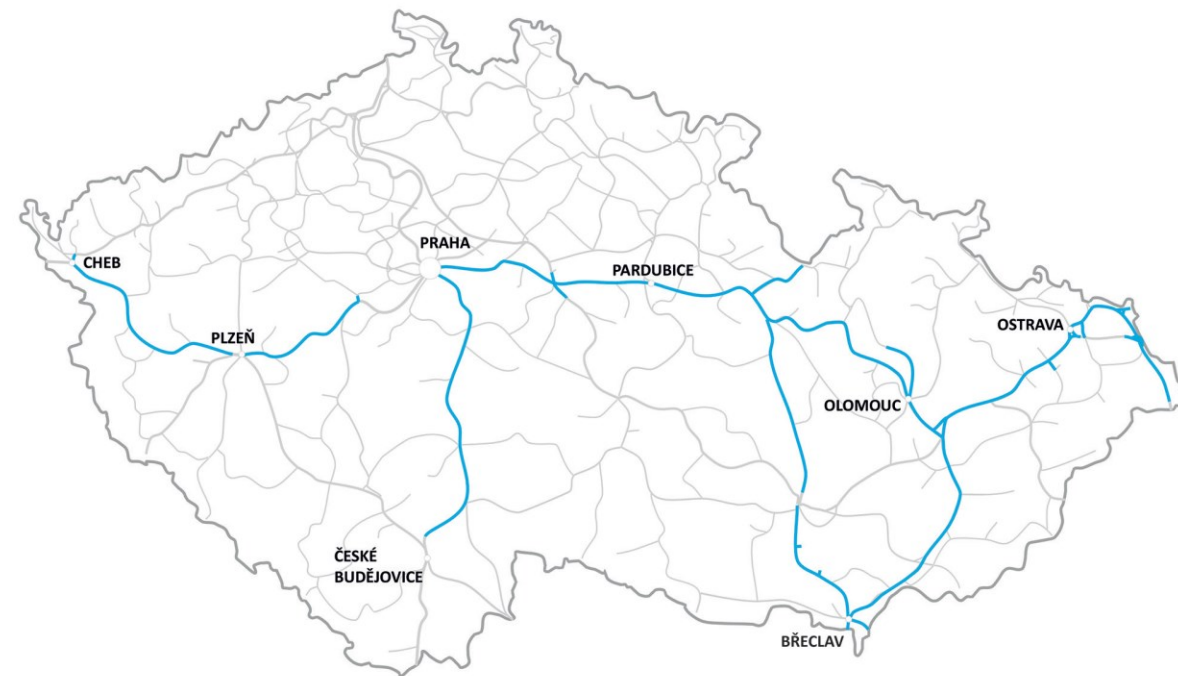 PRAHA
CHEB
PARDUBICE
OSTRAVA
PLZEŇ
OLOMOUC
ČESKÉ
BUDĚJOVICE
BŘECLAV